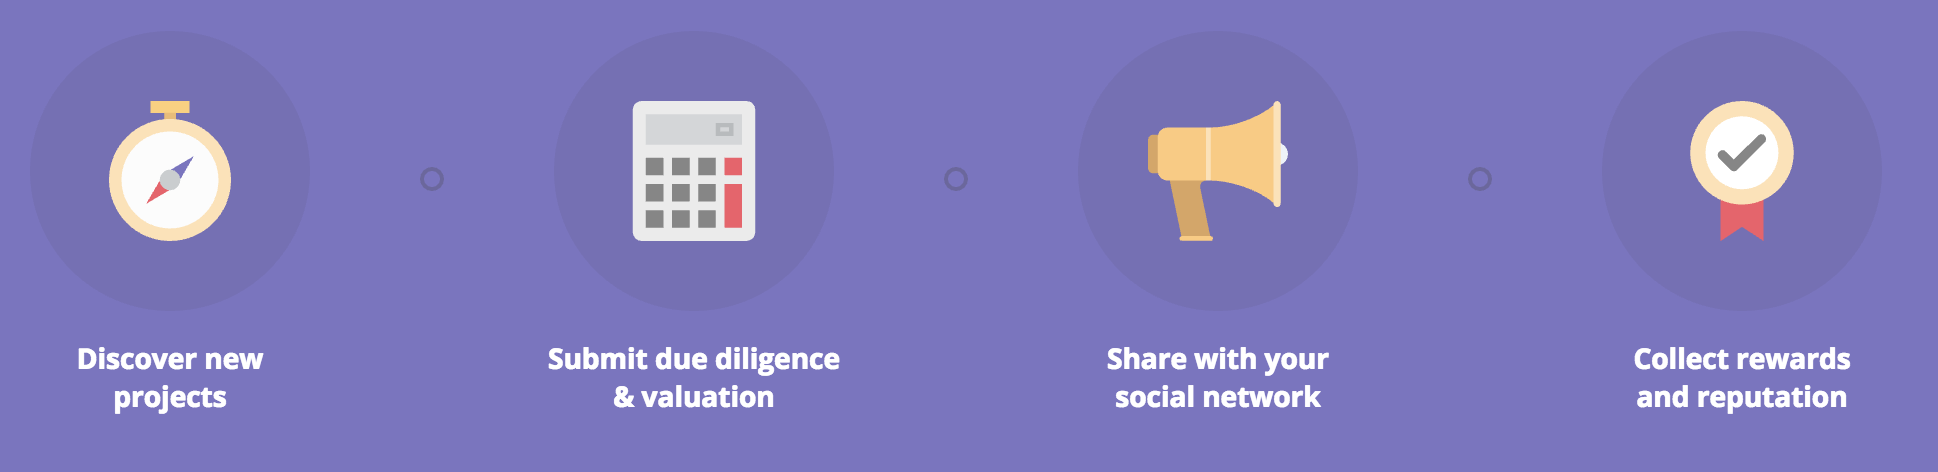 Discover new
projects
Submit due diligence
& valuation
Share with your
social network
Collect rewards
and reputation